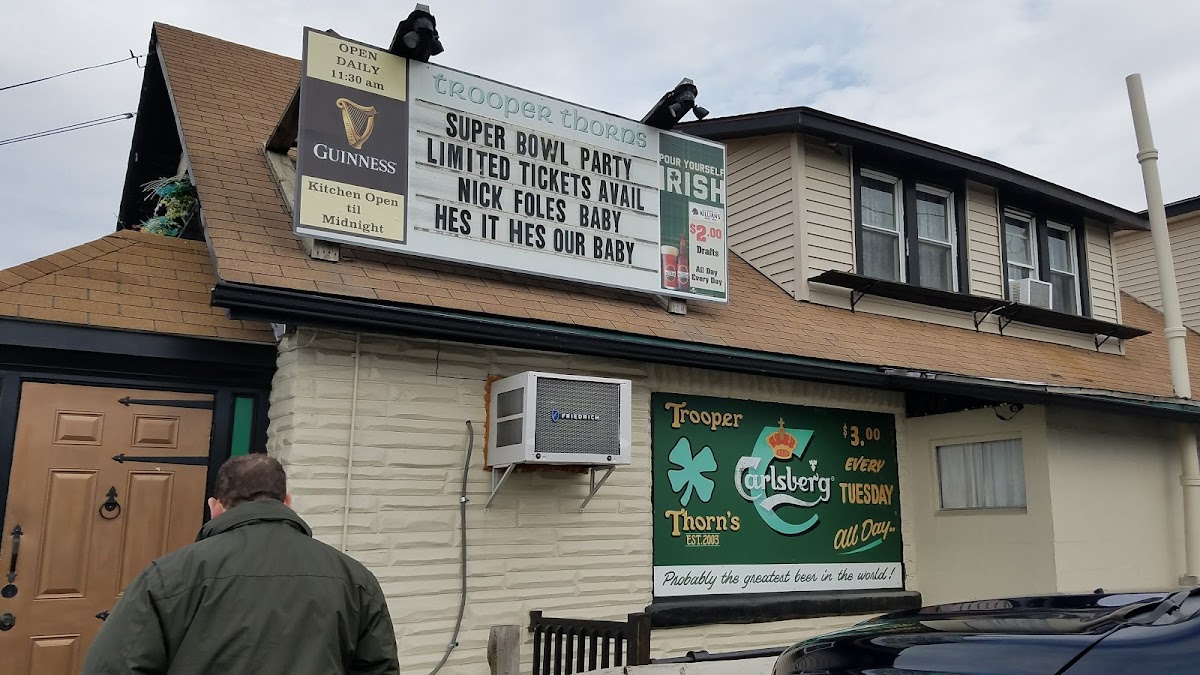 OPEN
DAILY
11:30 am
GUINNESS
Kitchen Open
til
Midnight
trooper thorns
SUPER BOWL PARTY
LIMITED TICKETS AVAIL
NICK FOLES BABY
HES IT HES OUR BABY
POUR YOURSELF
IRISH
KILLIAN'S
$2.00
Drafts
All Day
Every Day
FRIEDRICH
Trooper
Thorn's
EST.2003
Carlsberg
$3.00
EVERY
TUESDAY
all Day..
Probably the greatest beer in the world!